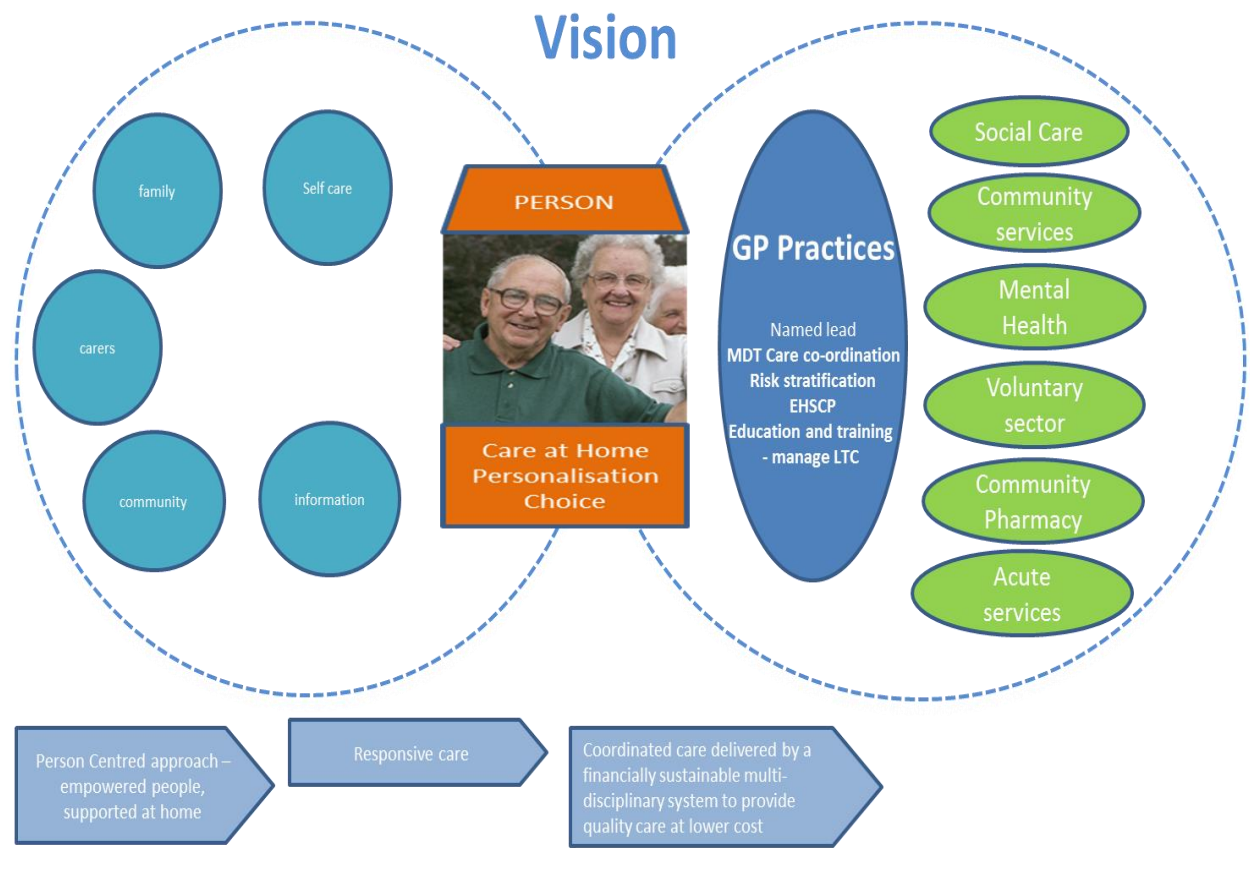 Vision
family
Self care
carers
community
information
PERSON
Care at Home
Personalisation
Choice
GP Practices
Named lead
MDT Care co-ordination
Risk stratification
EHSCP
Education and training
- manage LTC
Social Care
Community
services
Mental
Health
Voluntary
sector
Community
Pharmacy
Acute
services
Person Centred approach –
empowered people,
supported at home
Responsive care
Coordinated care delivered by a
financially sustainable multi-
disciplinary system to provide
quality care at lower cost